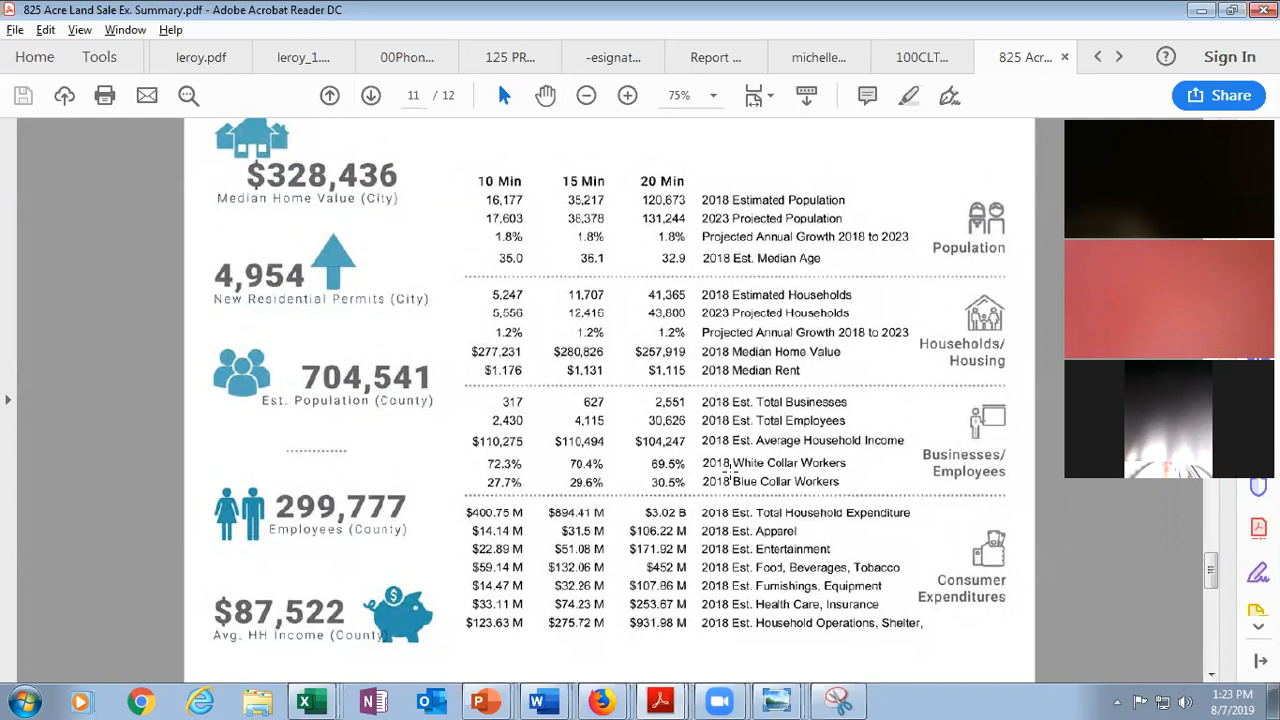 825 Acre Land Sale Ex. Summary.pdf - Adobe Acrobat Reader DC
File Edit View Window Help
Home Tools leroy.pdf leroy_1.... 00Phon... 125 PR... -esignat... Report ... michelle... 100CLT... 825 Acr... Sign In
11 / 12 75% Share
$328,436
Median Home Value (City)
4,954
New Residential Permits (City)
704,541
Est. Population (County)
299,777
Employees (County)
$87,522
Avg. HH Income (County)
10 Min 15 Min 20 Min
16,177 35,217 120,673 2018 Estimated Population
17,603 38,378 131,244 2023 Projected Population
1.8% 1.8% 1.8% Projected Annual Growth 2018 to 2023
35.0 36.1 32.9 2018 Est. Median Age
Population
5,247 11,707 41,365 2018 Estimated Households
5,556 12,416 43,800 2023 Projected Households
1.2% 1.2% 1.2% Projected Annual Growth 2018 to 2023
$277,231 $280,826 $257,919 2018 Median Home Value
$1,176 $1,131 $1,115 2018 Median Rent
Households/
Housing
317 627 2,551 2018 Est. Total Businesses
2,430 4,115 30,626 2018 Est. Total Employees
$110,275 $110,494 $104,247 2018 Est. Average Household Income
72.3% 70.4% 69.5% 2018 White Collar Workers
27.7% 29.6% 30.5% 2018 Blue Collar Workers
Businesses/
Employees
$400.75 M $894.41 M $3.02 B 2018 Est. Total Household Expenditure
$14.14 M $31.5 M $106.22 M 2018 Est. Apparel
$22.89 M $51.08 M $171.92 M 2018 Est. Entertainment
$59.14 M $132.06 M $452 M 2018 Est. Food, Beverages, Tobacco
$14.47 M $32.26 M $107.86 M 2018 Est. Furnishings, Equipment
$33.11 M $74.23 M $253.67 M 2018 Est. Health Care, Insurance
$123.63 M $275.72 M $931.98 M 2018 Est. Household Operations, Shelter,
Consumer
Expenditures
1:23 PM
8/7/2019